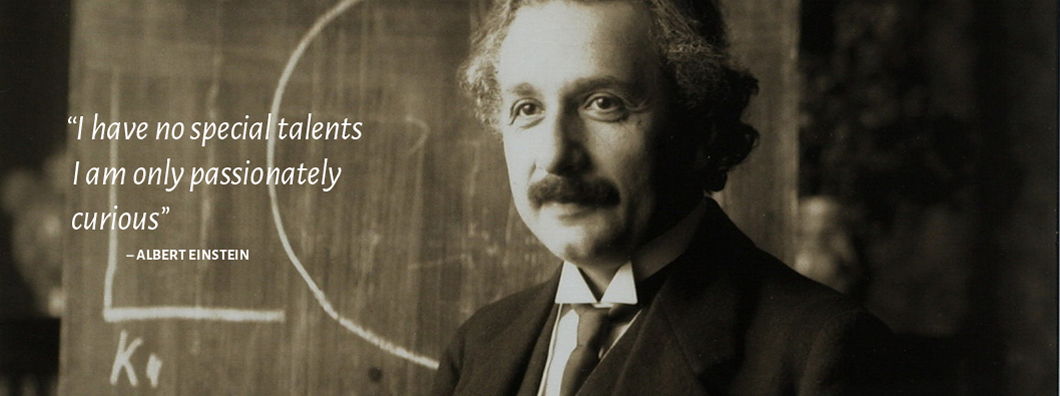 “I have no special talents
I am only passionately
curious”
– ALBERT EINSTEIN